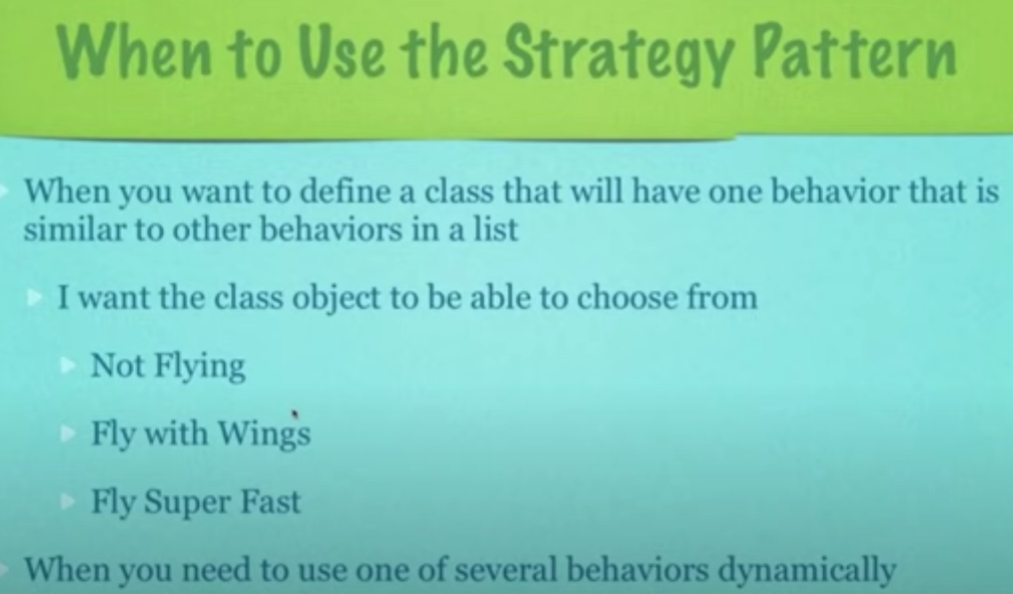 When to Use the Strategy Pattern
When you want to define a class that will have one behavior that is
similar to other behaviors in a list
I want the class object to be able to choose from
Not Flying
Fly with Wings
Fly Super Fast
When you need to use one of several behaviors dynamically